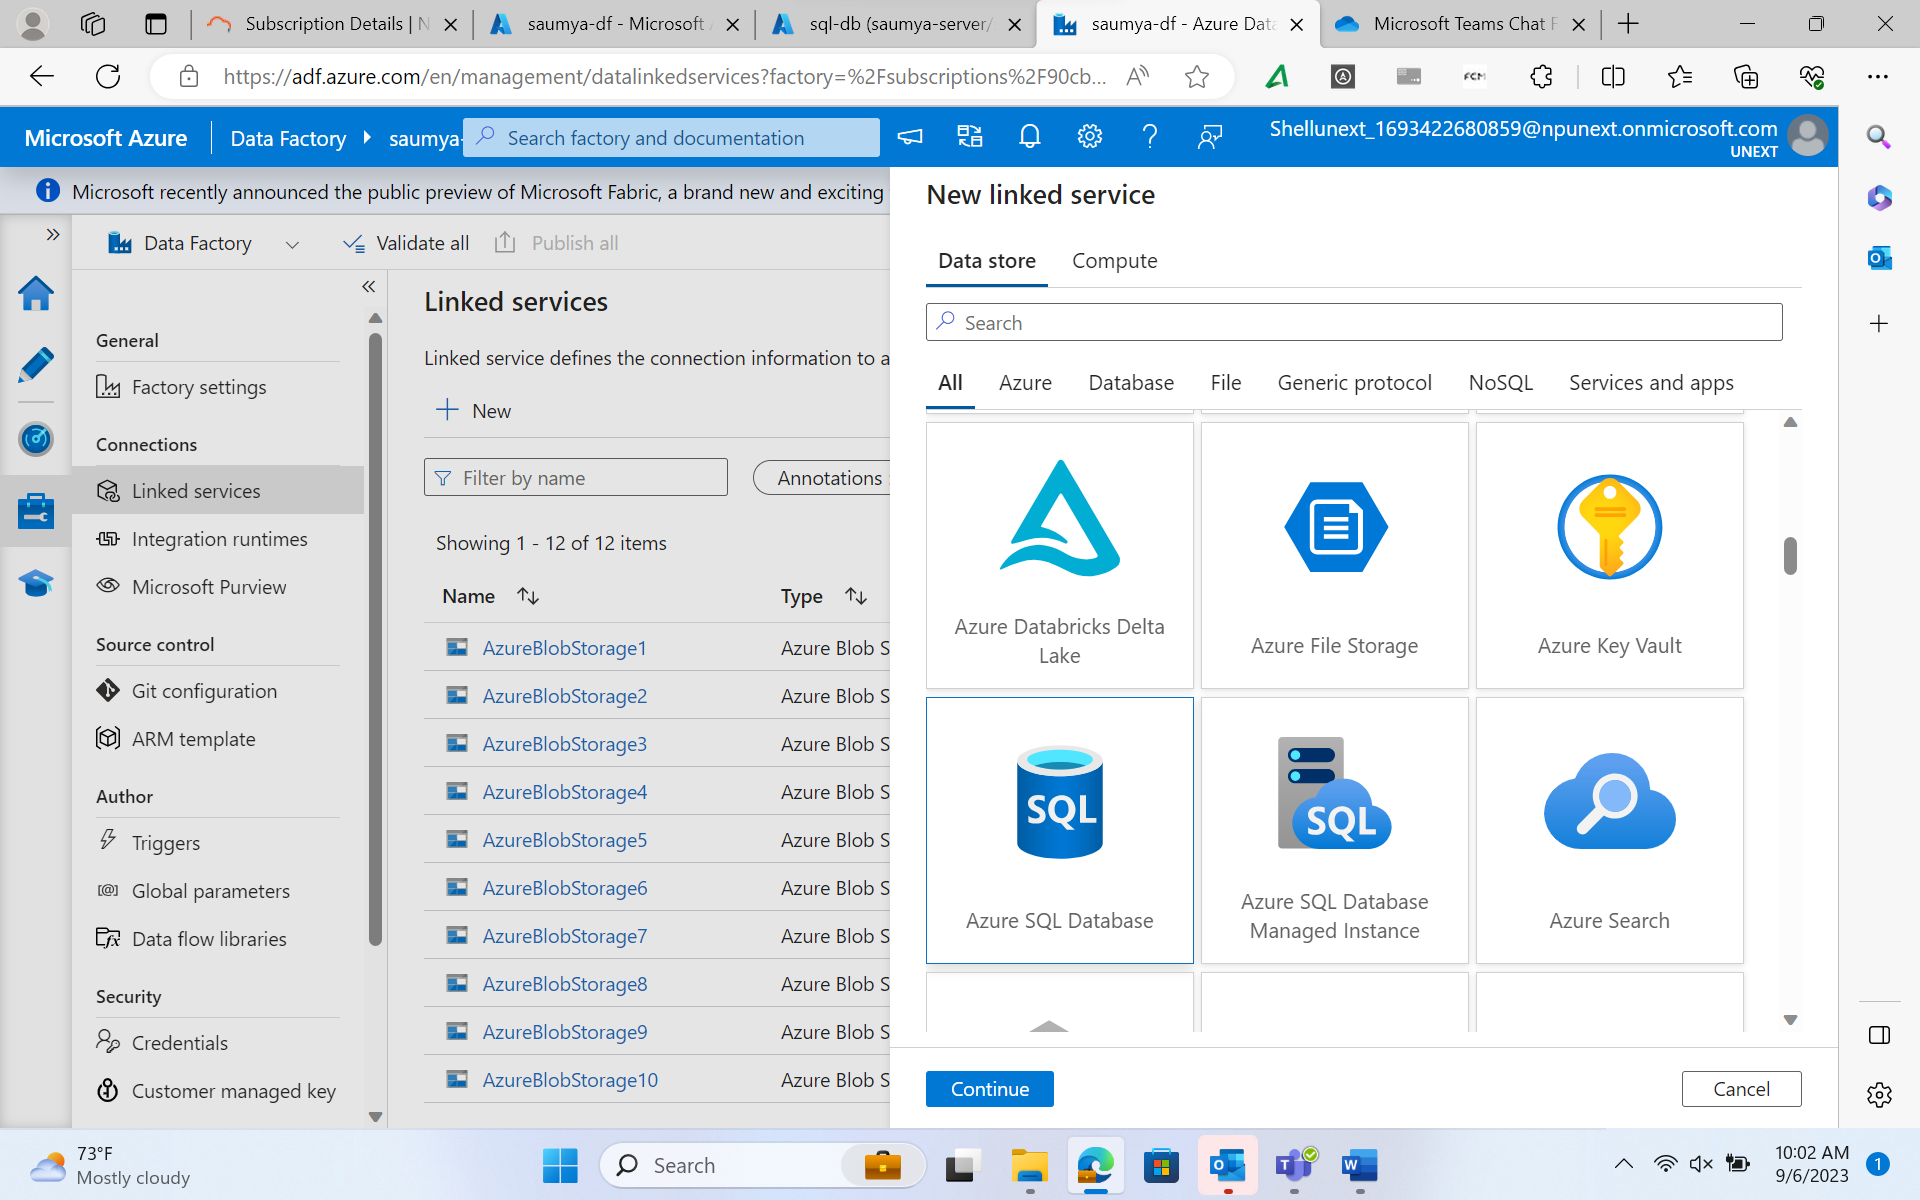 Subscription Details | N
saumya-df - Microsoft A
sql-db (saumya-server/
saumya-df - Azure Data
Microsoft Teams Chat F
https://adf.azure.com/en/management/datalinkedservices?factory=%2Fsubscriptions%2F90cb...
FCM
Microsoft Azure
Data Factory
saumya-
Search factory and documentation
Shellunext_1693422680859@npunext.onmicrosoft.com
UNEXT
Microsoft recently announced the public preview of Microsoft Fabric, a brand new and exciting
Data Factory
Validate all
Publish all
General
Factory settings
Connections
Linked services
Integration runtimes
Microsoft Purview
Source control
Git configuration
ARM template
Author
Triggers
Global parameters
Data flow libraries
Security
Credentials
Customer managed key
Linked services
Linked service defines the connection information to a
New
Filter by name
Annotations :
Showing 1 - 12 of 12 items
Name
Type
AzureBlobStorage1 Azure Blob S
AzureBlobStorage2 Azure Blob S
AzureBlobStorage3 Azure Blob S
AzureBlobStorage4 Azure Blob S
AzureBlobStorage5 Azure Blob S
AzureBlobStorage6 Azure Blob S
AzureBlobStorage7 Azure Blob S
AzureBlobStorage8 Azure Blob S
AzureBlobStorage9 Azure Blob S
AzureBlobStorage10 Azure Blob S
New linked service
Data store
Compute
Search
All
Azure
Database
File
Generic protocol
NoSQL
Services and apps
Azure Databricks Delta
Lake
Azure File Storage
Azure Key Vault
SQL
Azure SQL Database
SQL
Azure SQL Database
Managed Instance
Azure Search
Continue
Cancel
73°F
Mostly cloudy
Search
10:02 AM
9/6/2023
1